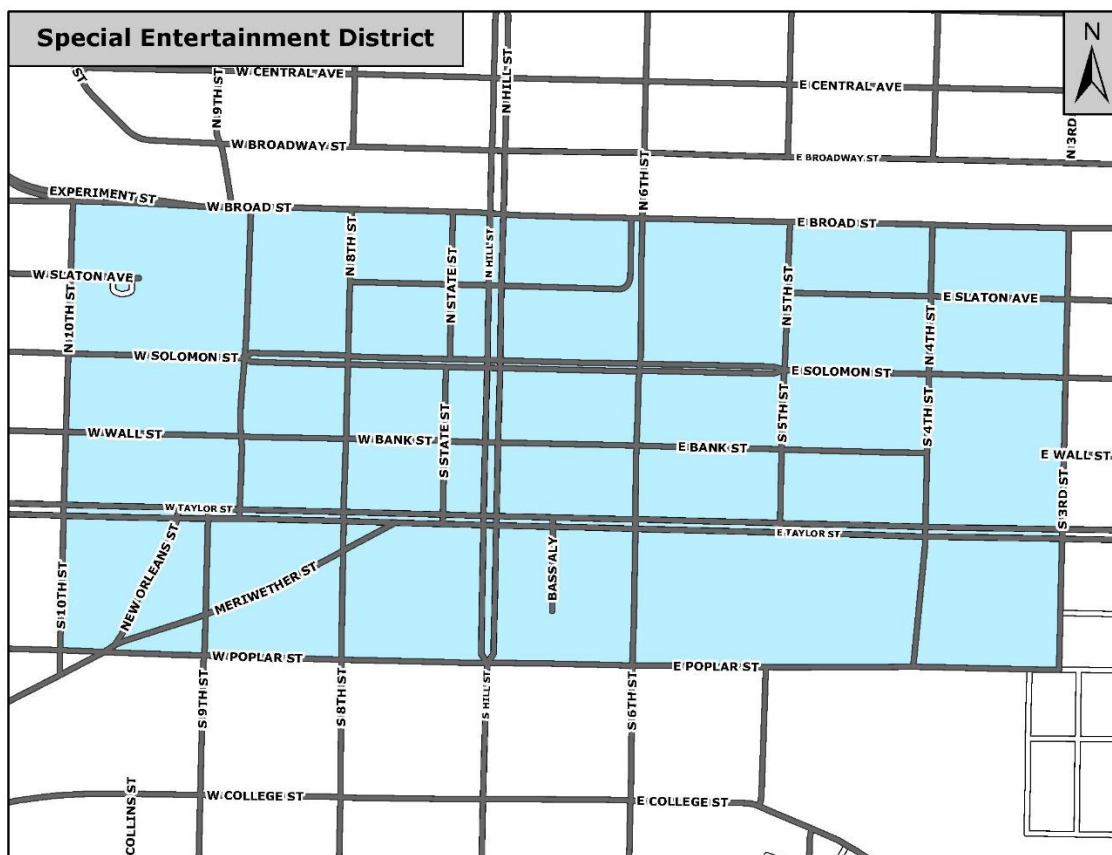 Special Entertainment District
N
ST
N 9TH ST
W CENTRAL AVE
N HILL ST
E CENTRAL AVE
N 3RD
W BROADWAY ST
E BROADWAY ST
N 6TH ST
EXPERIMENT ST
W BROAD ST
E BROAD ST
N 8TH ST
N HILL ST
W SLATON AVE
N STATE ST
N 5TH ST
E SLATON AVE
N 10TH ST
N 4TH ST
W SOLOMON ST
E SOLOMON ST
S STATE ST
S 5TH ST
S 4TH ST
W WALL ST
W BANK ST
E BANK ST
E WALL ST
S 3RD ST
W TAYLOR ST
E TAYLOR ST
S 10TH ST
NEW ORLEANS ST
MERIWETHER ST
BASS ALY
W POPLAR ST
E POPLAR ST
S 9TH ST
S 8TH ST
S HILL ST
S 6TH ST
COLLINS ST
W COLLEGE ST
E COLLEGE ST